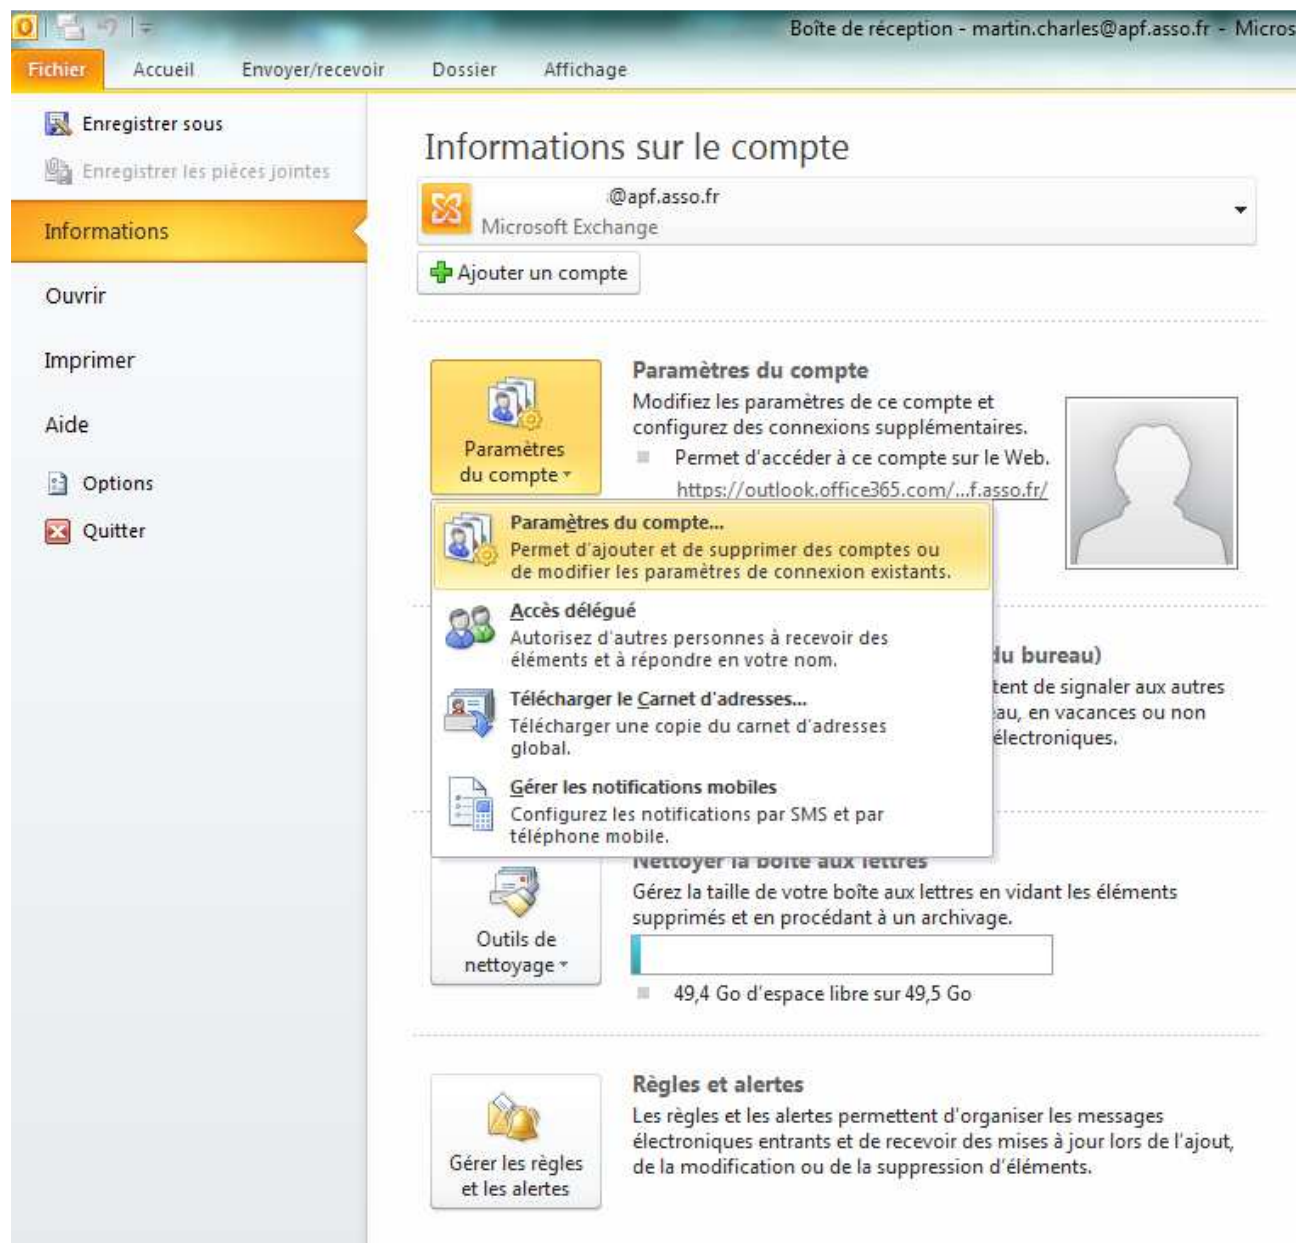 Boîte de réception - martin.charles@apf.asso.fr - Micros
Fichier Accueil Envoyer/recevoir Dossier Affichage
Enregistrer sous
Enregistrer les pièces jointes
Informations
Ouvrir
Imprimer
Aide
Options
Quitter
Informations sur le compte
@apf.asso.fr
Microsoft Exchange
Ajouter un compte
Paramètres
du compte
Paramètres du compte
Modifiez les paramètres de ce compte et
configurez des connexions supplémentaires.
Permet d'accéder à ce compte sur le Web.
https://outlook.office365.com/...f.asso.fr/
Paramètres du compte...
Permet d'ajouter et de supprimer des comptes ou
de modifier les paramètres de connexion existants.
Accès délégué
Autorisez d'autres personnes à recevoir des
éléments et à répondre en votre nom.
Télécharger le Carnet d'adresses...
Télécharger une copie du carnet d'adresses
global.
Gérer les notifications mobiles
Configurez les notifications par SMS et par
téléphone mobile.
du bureau)
tent de signaler aux autres
au, en vacances ou non
électroniques.
Outils de
nettoyage
Nettoyer la boîte aux lettres
Gérez la taille de votre boîte aux lettres en vidant les éléments
supprimés et en procédant à un archivage.
49,4 Go d'espace libre sur 49,5 Go
Gérer les règles
et les alertes
Règles et alertes
Les règles et les alertes permettent d'organiser les messages
électroniques entrants et de recevoir des mises à jour lors de l'ajout,
de la modification ou de la suppression d'éléments.